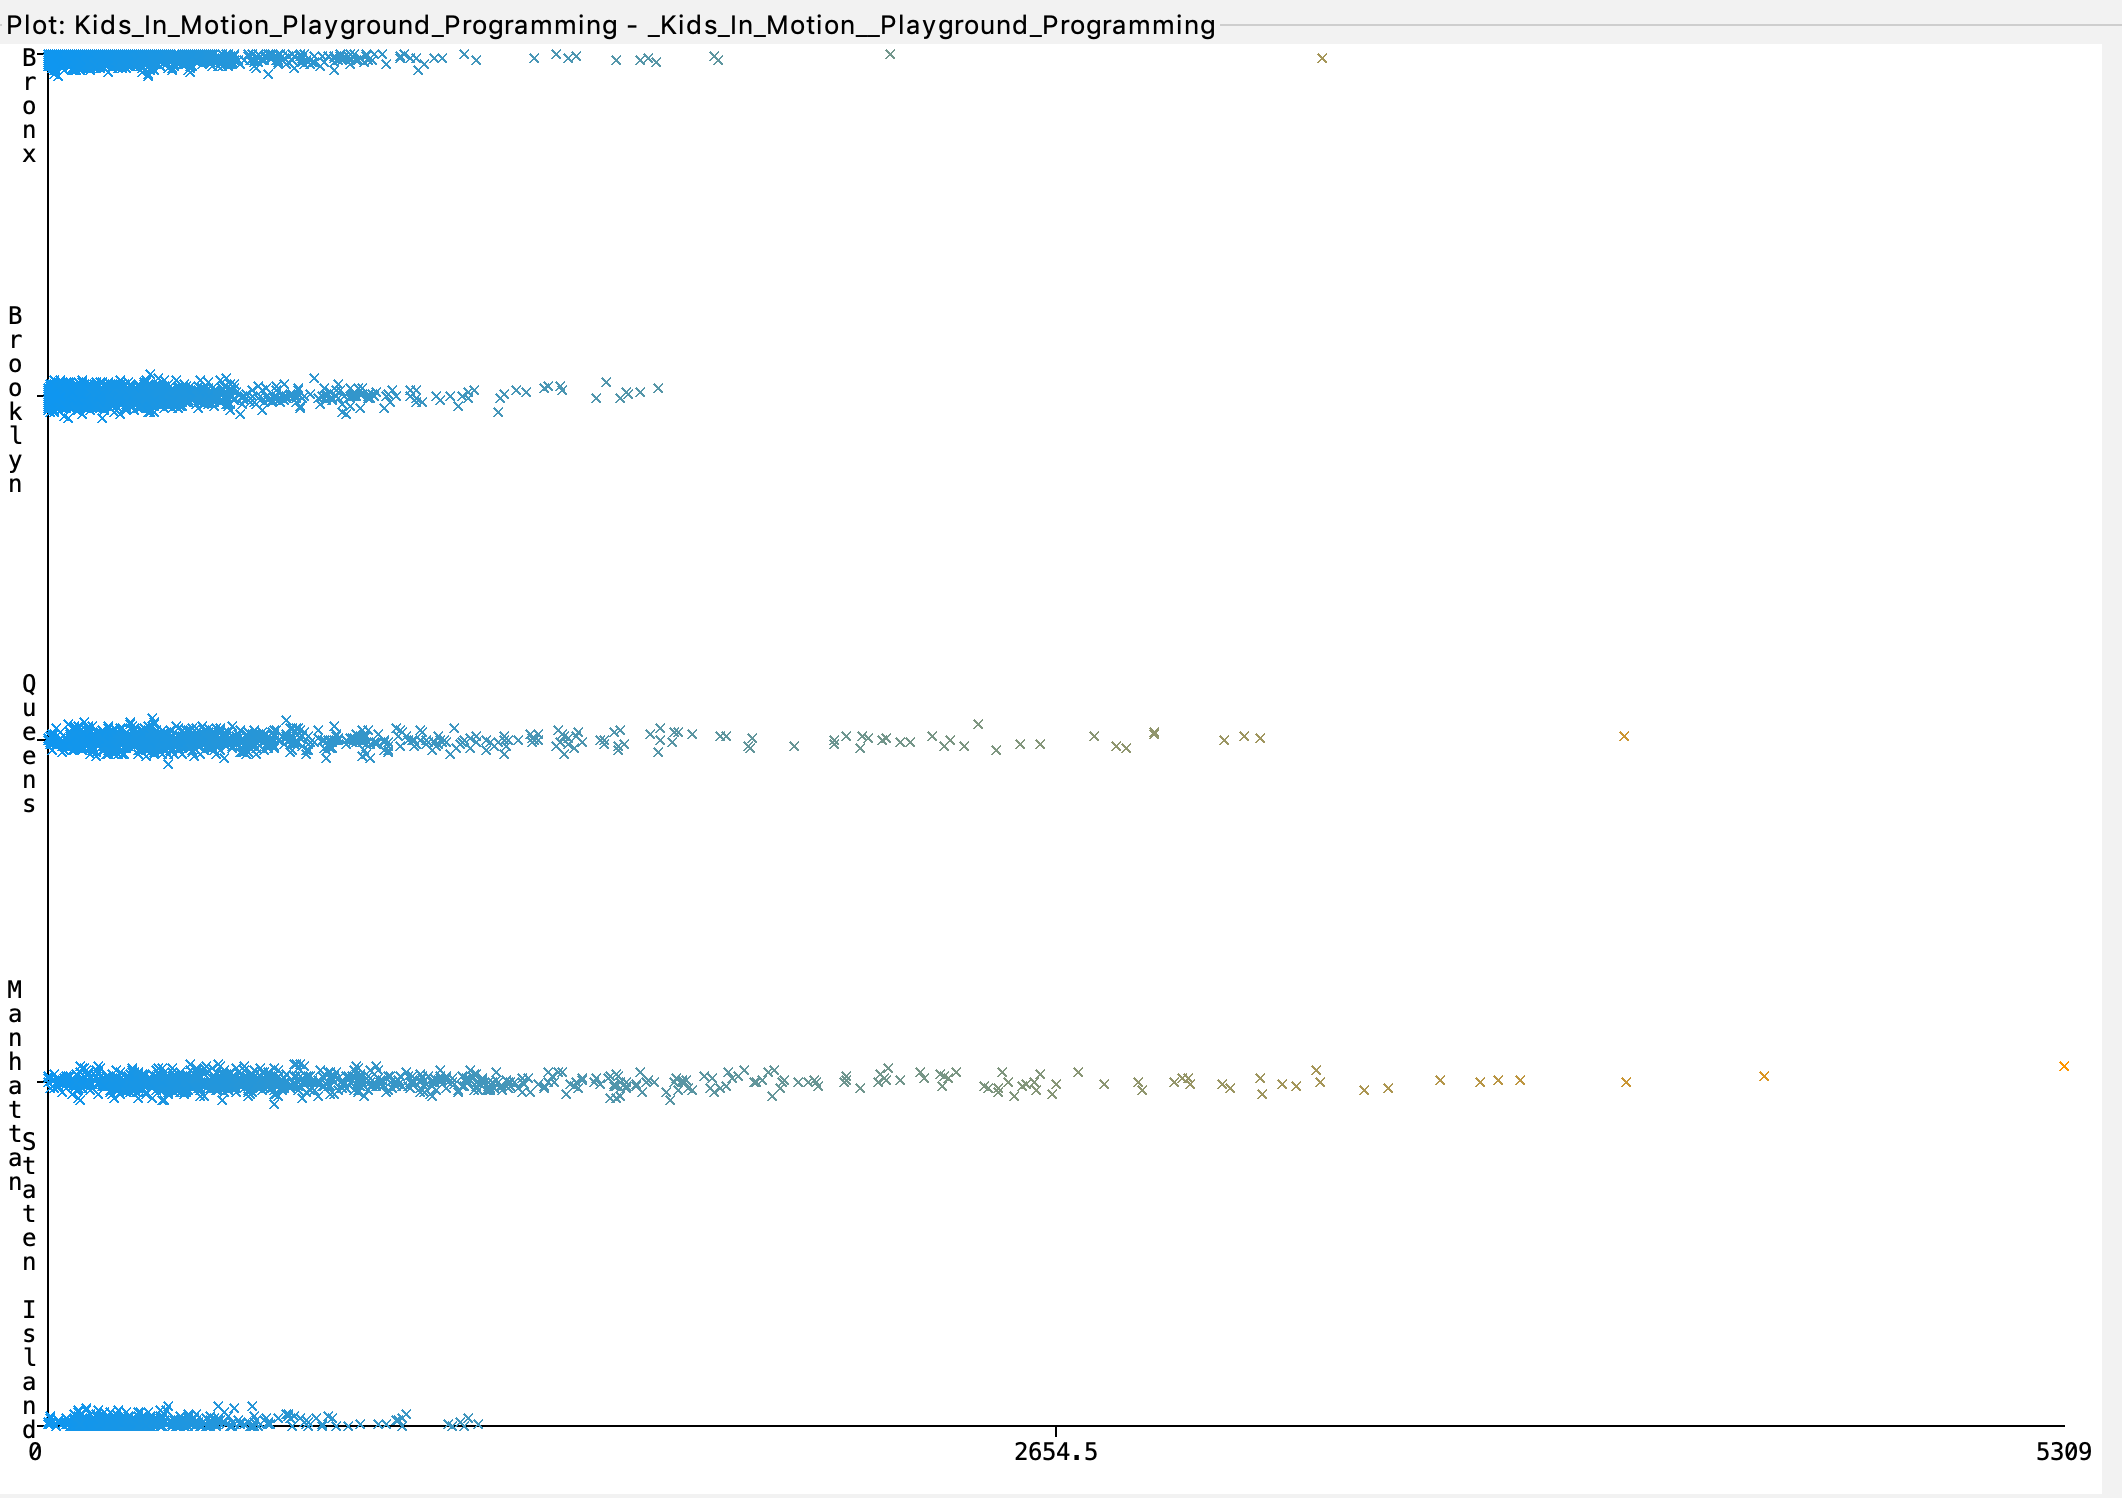 Plot: Kids_In_Motion_Playground_Programming - _Kids_In_Motion__Playground_Programming
Bronx
Brooklyn
Queens
Manhattan
Staten Island
0 2654.5 5309